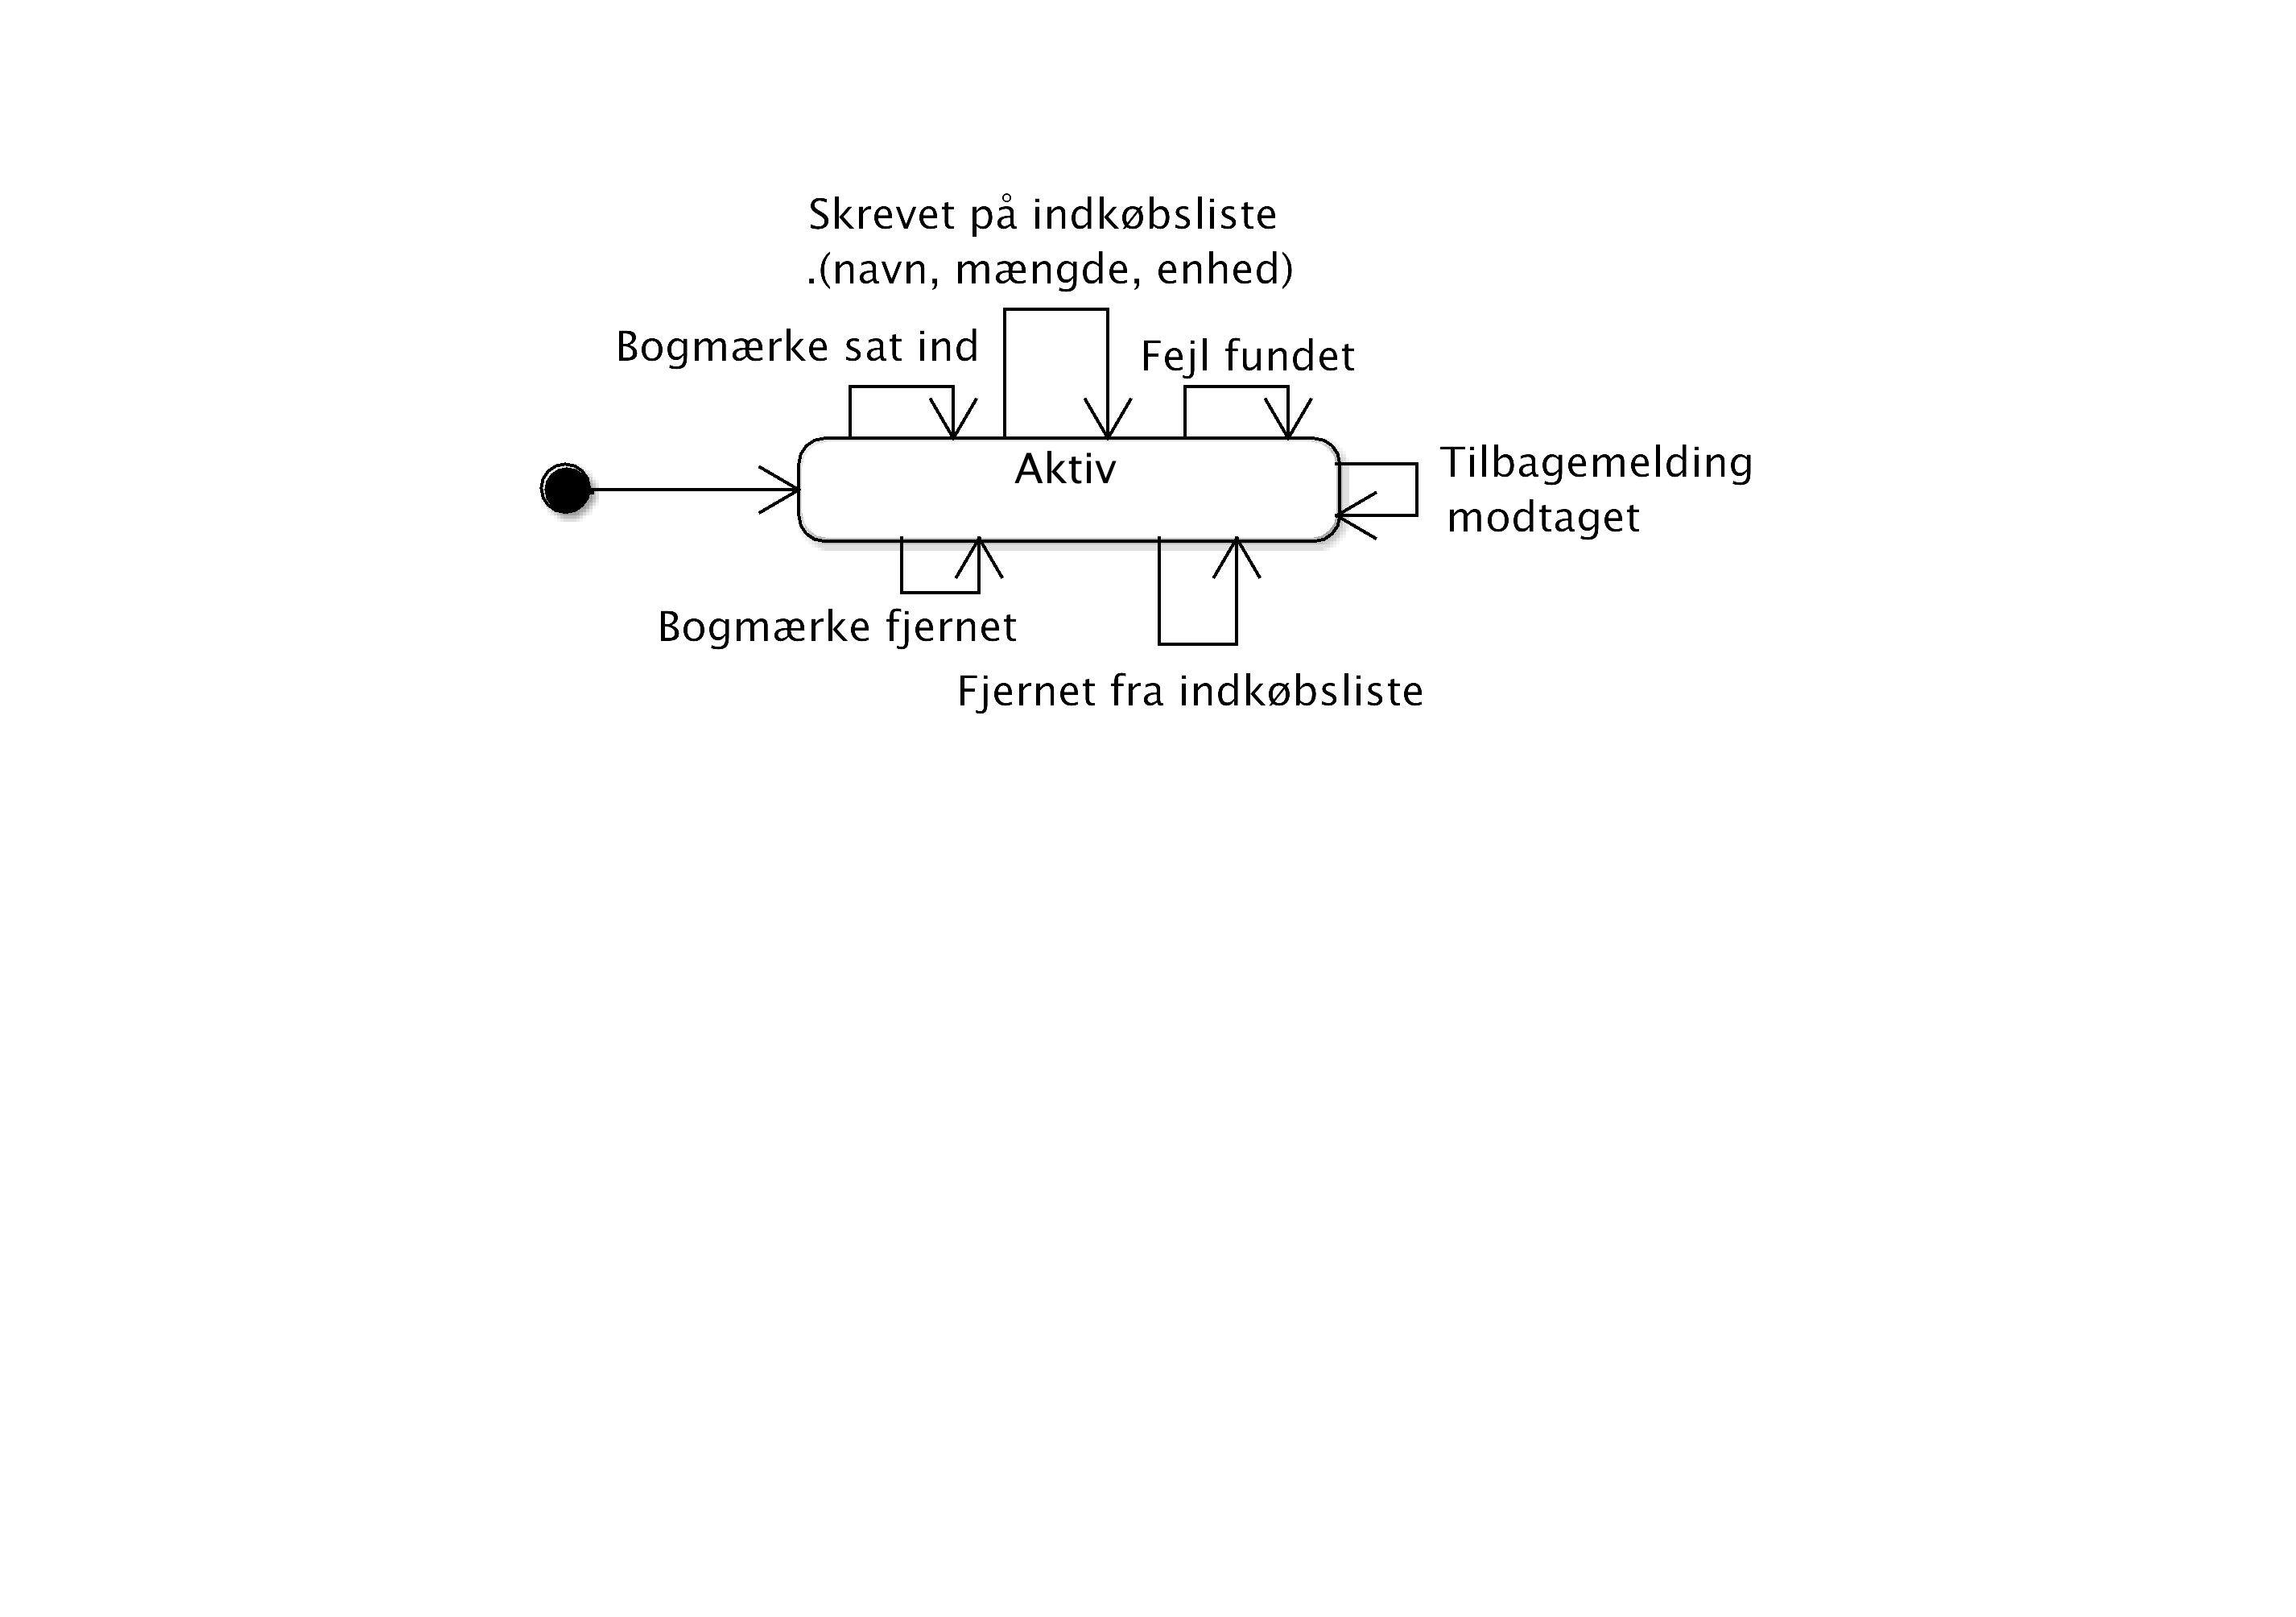 Skrevet på indkøbsliste
.(navn, mængde, enhed)
Bogmærke sat ind
Fejl fundet
Aktiv
Tilbagemelding
modtaget
Bogmærke fjernet
Fjernet fra indkøbsliste